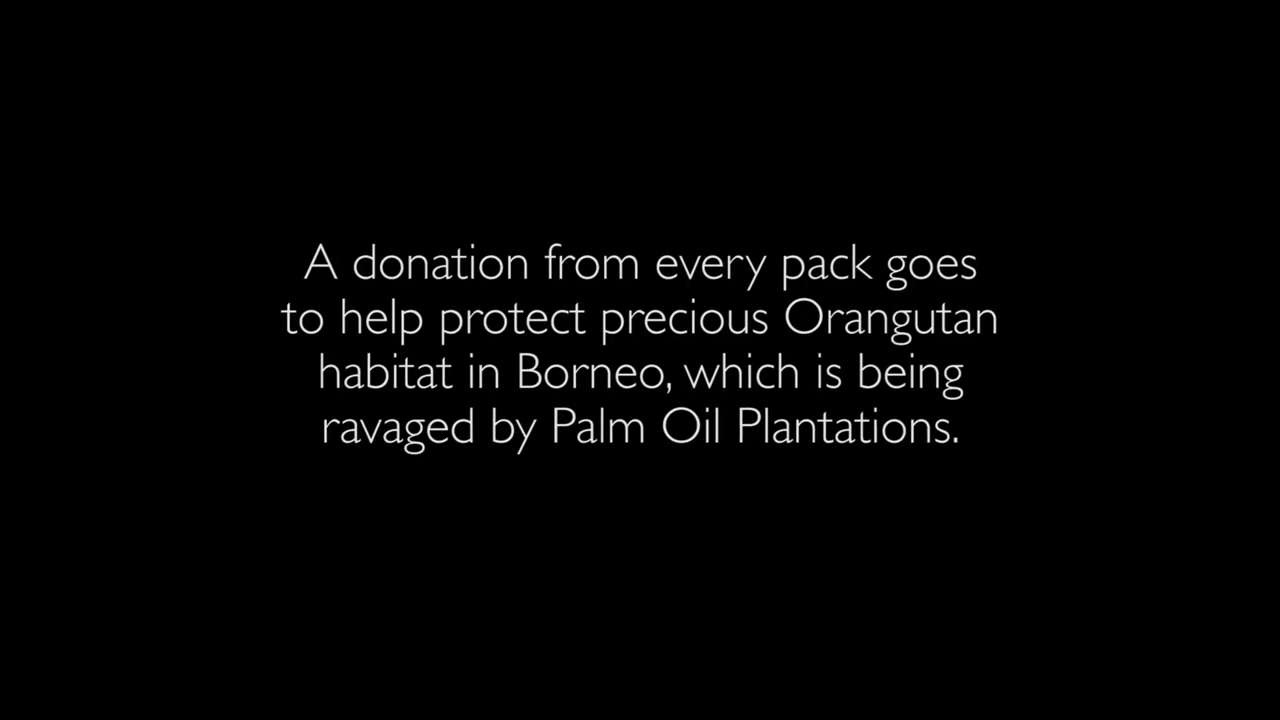 A donation from every pack goes
to help protect precious Orangutan
habitat in Borneo, which is being
ravaged by Palm Oil Plantations.